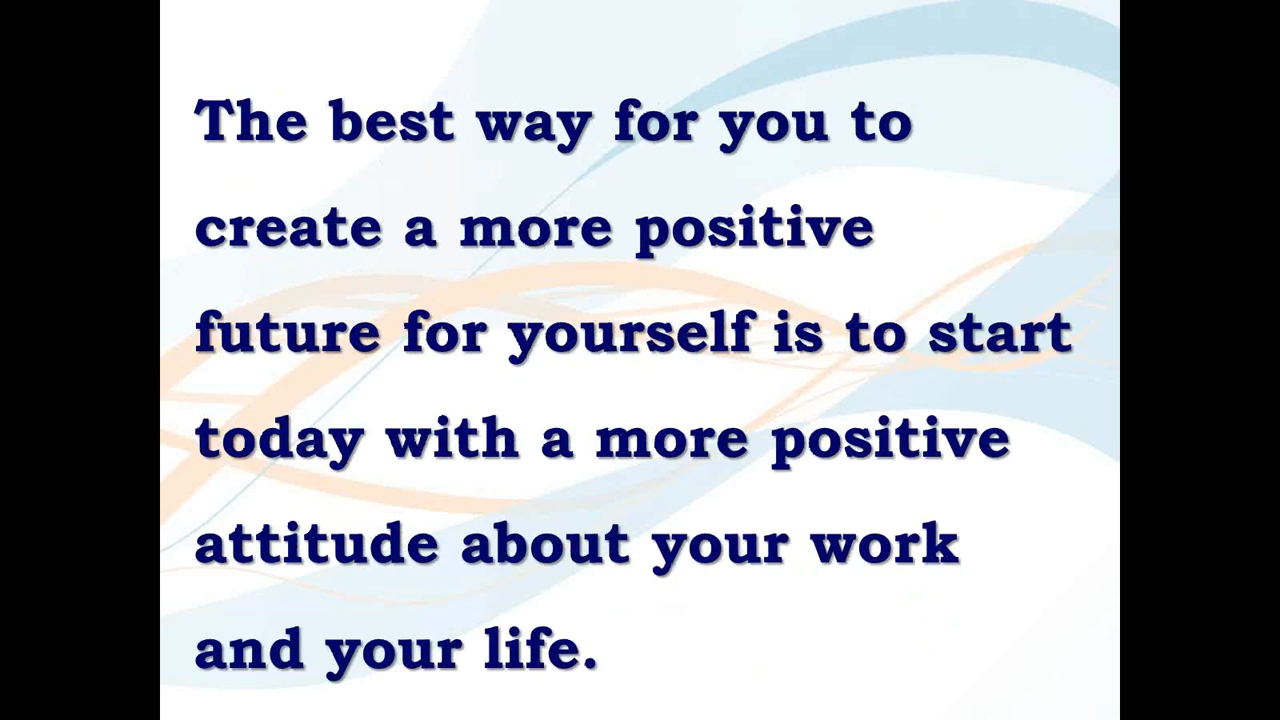 The best way for you to
create a more positive
future for yourself is to start
today with a more positive
attitude about your work
and your life.